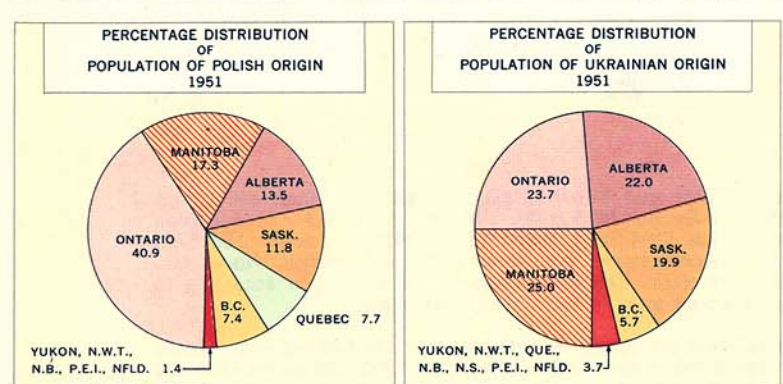 PERCENTAGE DISTRIBUTION
OF
POPULATION OF POLISH ORIGIN
1951
MANITOBA
17.3
ALBERTA
13.5
ONTARIO
40.9
SASK.
11.8
B.C.
7.4
QUEBEC 7.7
YUKON, N.W.T.,
N.B., P.E.I., NFLD. 1.4
PERCENTAGE DISTRIBUTION
OF
POPULATION OF UKRAINIAN ORIGIN
1951
ONTARIO
23.7
ALBERTA
22.0
MANITOBA
25.0
SASK.
19.9
B.C.
5.7
YUKON, N.W.T., QUE.,
N.B., N.S., P.E.I., NFLD. 3.7